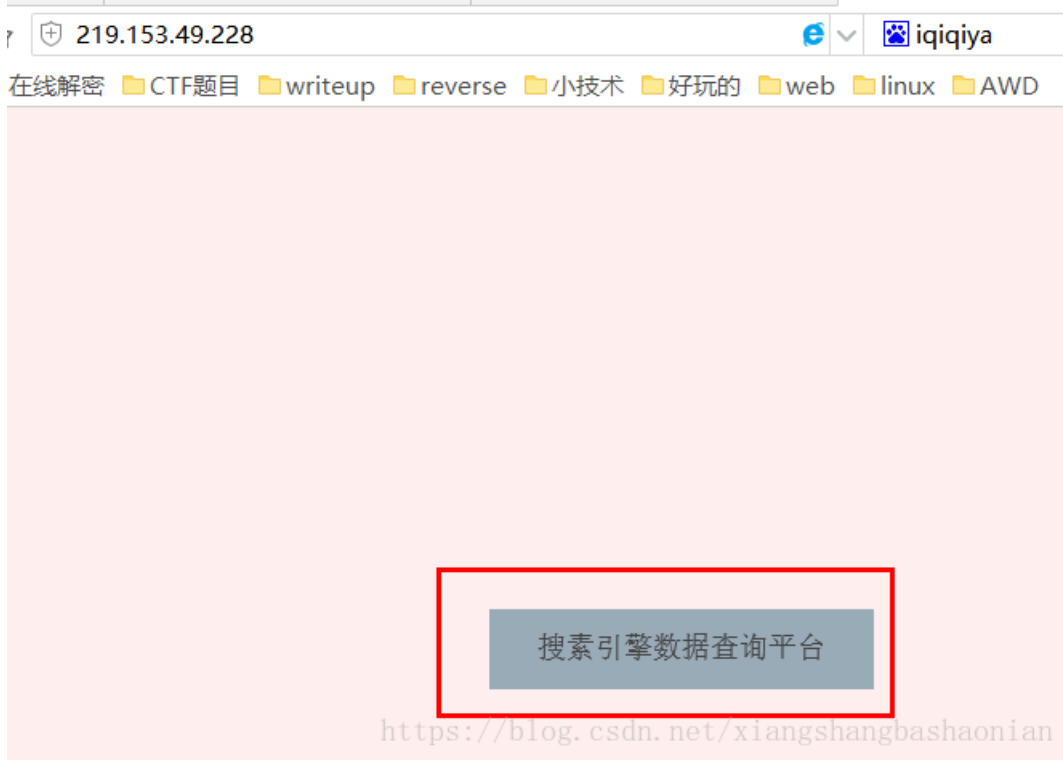 219.153.49.228 iqiqiya
在线解密 CTF题目 writeup reverse 小技术 好玩的 web linux AWD
搜素引擎数据查询平台
https://blog.csdn.net/xiangshangbashaonian